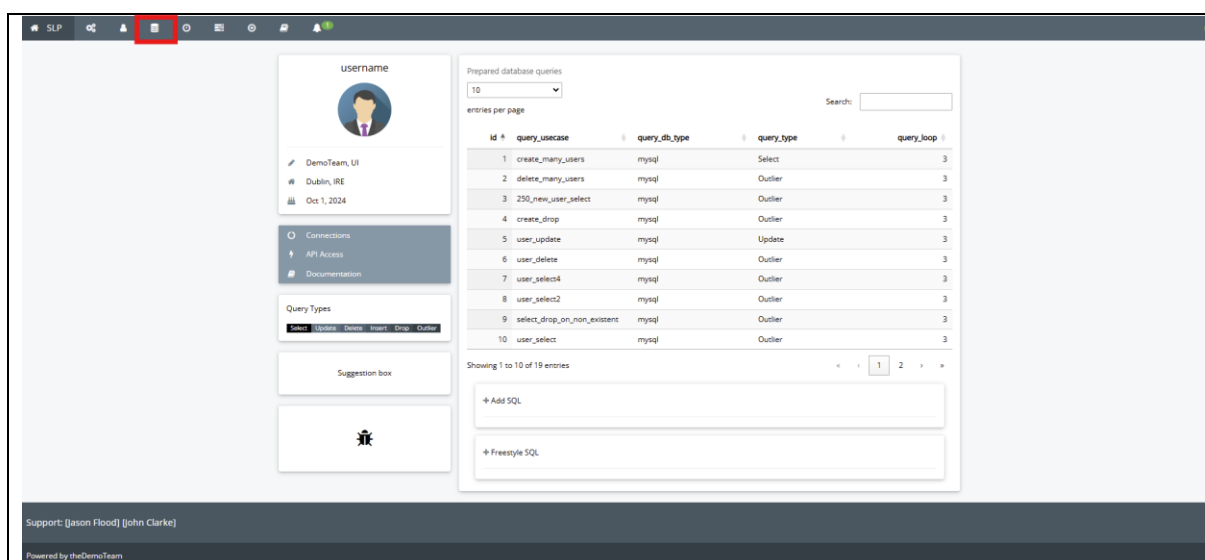 SLP
1
username
DemoTeam, UI
Dublin, IRE
Oct 1, 2024
Connections
API Access
Documentation
Query Types
Select Update Delete Insert Drop Outlier
Suggestion box
Prepared database queries
10
entries per page
Search:
id query_usecase query_db_type query_type query_loop
1 create_many_users mysql Select 3
2 delete_many_users mysql Outlier 3
3 250_new_user_select mysql Outlier 3
4 create_drop mysql Outlier 3
5 user_update mysql Update 3
6 user_delete mysql Outlier 3
7 user_select4 mysql Outlier 3
8 user_select2 mysql Outlier 3
9 select_drop_on_non_existent mysql Outlier 3
10 user_select mysql Outlier 3
Showing 1 to 10 of 19 entries
« ‹ 1 2 › »
+ Add SQL
+ Freestyle SQL
Support: [Jason Flood] [John Clarke]
Powered by theDemoTeam